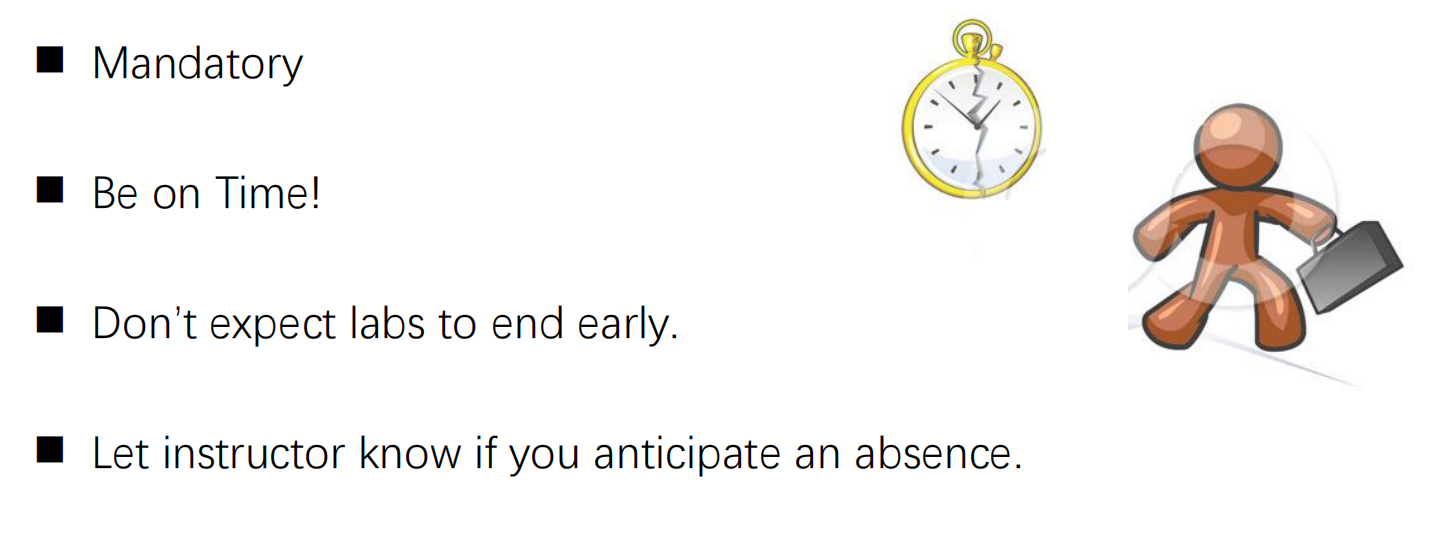 Mandatory
Be on Time!
Don't expect labs to end early.
Let instructor know if you anticipate an absence.